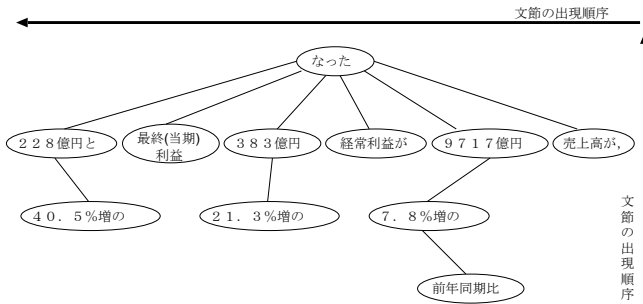 文節の出現順序
なった
２２８億円と
最終(当期)
利益
３８３億円
経常利益が
９７１７億円
売上高が，
４０．５％増の
２１．３％増の
７．８％増の
前年同期比
文節の出現順序